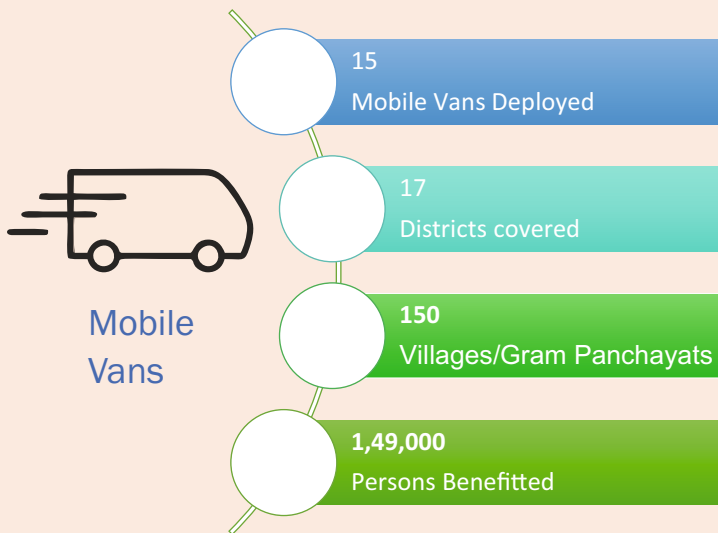 Mobile
Vans
15
Mobile Vans Deployed
17
Districts covered
150
Villages/Gram Panchayats
1,49,000
Persons Benefitted